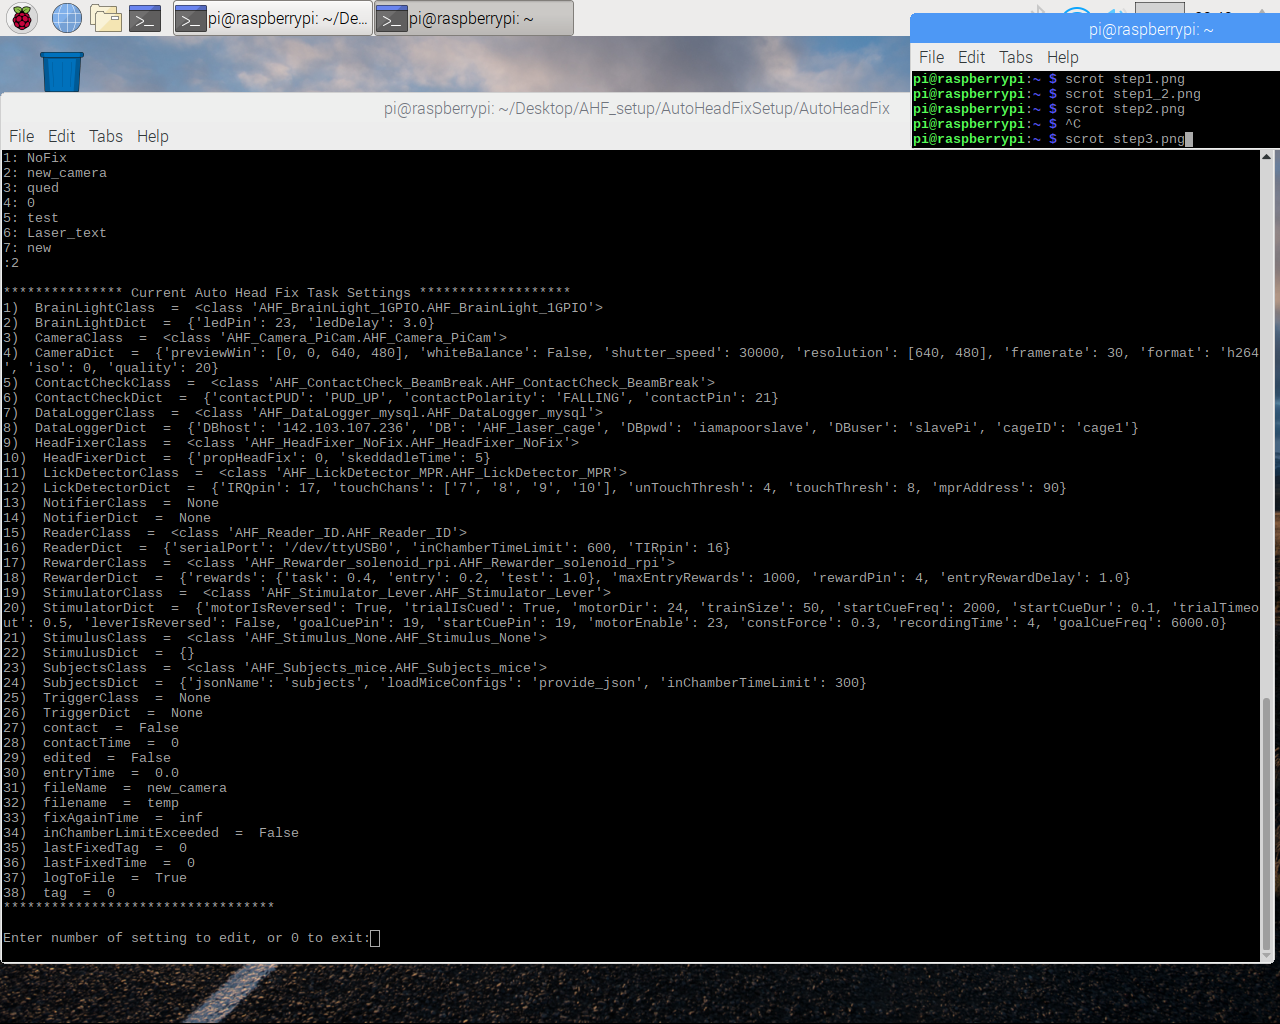 pi@raspberrypi: ~/De...
pi@raspberrypi: ~
pi@raspberrypi: ~
File Edit Tabs Help
pi@raspberrypi:~ $ scrot step1.png
pi@raspberrypi:~ $ scrot step1_2.png
pi@raspberrypi:~ $ scrot step2.png
pi@raspberrypi:~ $ ^C
pi@raspberrypi:~ $ scrot step3.png
pi@raspberrypi: ~/Desktop/AHF_setup/AutoHeadFixSetup/AutoHeadFix
File Edit Tabs Help
1: NoFix
2: new_camera
3: qued
4: 0
5: test
6: Laser_text
7: new
:2
*************** Current Auto Head Fix Task Settings *******************
1)  BrainLightClass  =  <class 'AHF_BrainLight_1GPIO.AHF_BrainLight_1GPIO'>
2)  BrainLightDict  =  {'ledPin': 23, 'ledDelay': 3.0}
3)  CameraClass  =  <class 'AHF_Camera_PiCam.AHF_Camera_PiCam'>
4)  CameraDict  =  {'previewWin': [0, 0, 640, 480], 'whiteBalance': False, 'shutter_speed': 30000, 'resolution': [640, 480], 'framerate': 30, 'format': 'h264
', 'iso': 0, 'quality': 20}
5)  ContactCheckClass  =  <class 'AHF_ContactCheck_BeamBreak.AHF_ContactCheck_BeamBreak'>
6)  ContactCheckDict  =  {'contactPUD': 'PUD_UP', 'contactPolarity': 'FALLING', 'contactPin': 21}
7)  DataLoggerClass  =  <class 'AHF_DataLogger_mysql.AHF_DataLogger_mysql'>
8)  DataLoggerDict  =  {'DBhost': '142.103.107.236', 'DB': 'AHF_laser_cage', 'DBpwd': 'iamapoorslave', 'DBuser': 'slavePi', 'cageID': 'cage1'}
9)  HeadFixerClass  =  <class 'AHF_HeadFixer_NoFix.AHF_HeadFixer_NoFix'>
10)  HeadFixerDict  =  {'propHeadFix': 0, 'skeddadleTime': 5}
11)  LickDetectorClass  =  <class 'AHF_LickDetector_MPR.AHF_LickDetector_MPR'>
12)  LickDetectorDict  =  {'IRQpin': 17, 'touchChans': ['7', '8', '9', '10'], 'unTouchThresh': 4, 'touchThresh': 8, 'mprAddress': 90}
13)  NotifierClass  =  None
14)  NotifierDict  =  None
15)  ReaderClass  =  <class 'AHF_Reader_ID.AHF_Reader_ID'>
16)  ReaderDict  =  {'serialPort': '/dev/ttyUSB0', 'inChamberTimeLimit': 600, 'TIRpin': 16}
17)  RewarderClass  =  <class 'AHF_Rewarder_solenoid_rpi.AHF_Rewarder_solenoid_rpi'>
18)  RewarderDict  =  {'rewards': {'task': 0.4, 'entry': 0.2, 'test': 1.0}, 'maxEntryRewards': 1000, 'rewardPin': 4, 'entryRewardDelay': 1.0}
19)  StimulatorClass  =  <class 'AHF_Stimulator_Lever.AHF_Stimulator_Lever'>
20)  StimulatorDict  =  {'motorIsReversed': True, 'trialIsCued': True, 'motorDir': 24, 'trainSize': 50, 'startCueFreq': 2000, 'startCueDur': 0.1, 'trialTimeo
ut': 0.5, 'leverIsReversed': False, 'goalCuePin': 19, 'startCuePin': 19, 'motorEnable': 23, 'constForce': 0.3, 'recordingTime': 4, 'goalCueFreq': 6000.0}
21)  StimulusClass  =  <class 'AHF_Stimulus_None.AHF_Stimulus_None'>
22)  StimulusDict  =  {}
23)  SubjectsClass  =  <class 'AHF_Subjects_mice.AHF_Subjects_mice'>
24)  SubjectsDict  =  {'jsonName': 'subjects', 'loadMiceConfigs': 'provide_json', 'inChamberTimeLimit': 300}
25)  TriggerClass  =  None
26)  TriggerDict  =  None
27)  contact  =  False
28)  contactTime  =  0
29)  edited  =  False
30)  entryTime  =  0.0
31)  fileName  =  new_camera
32)  filename  =  temp
33)  fixAgainTime  =  inf
34)  inChamberLimitExceeded  =  False
35)  lastFixedTag  =  0
36)  lastFixedTime  =  0
37)  logToFile  =  True
38)  tag  =  0
**********************************
Enter number of setting to edit, or 0 to exit: